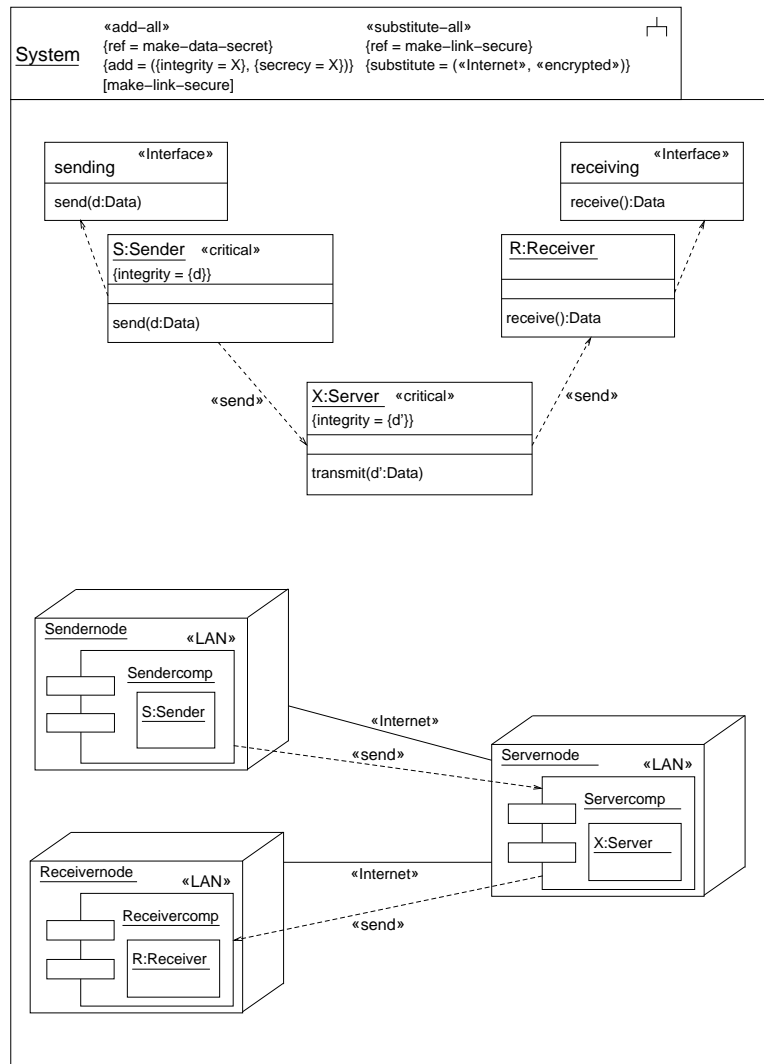 System
«add–all»
{ref = make–data–secret}
{add = ({integrity = X}, {secrecy = X})}
[make–link–secure]
«substitute–all»
{ref = make–link–secure}
{substitute = («Internet», «encrypted»)}
sending «Interface»
send(d:Data)
receiving «Interface»
receive():Data
S:Sender «critical»
{integrity = {d}}
send(d:Data)
R:Receiver
receive():Data
«send»
X:Server «critical»
{integrity = {d'}}
transmit(d':Data)
«send»
Sendernode
«LAN»
Sendercomp
S:Sender
«Internet»
«send»
Servernode
«LAN»
Servercomp
X:Server
Receivernode
«LAN»
Receivercomp
R:Receiver
«Internet»
«send»